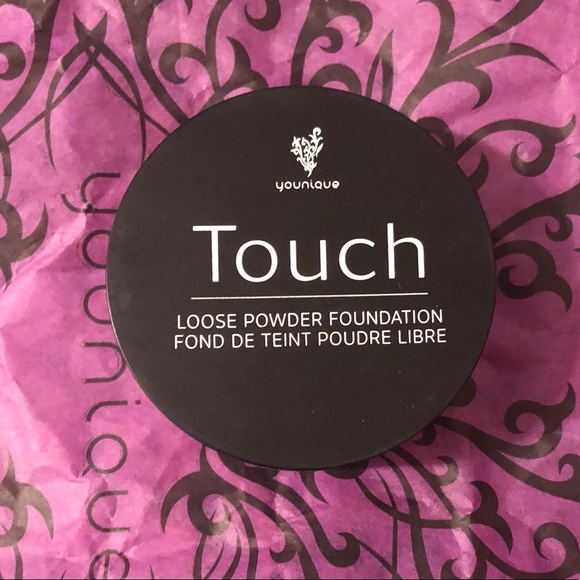 younique
Touch
LOOSE POWDER FOUNDATION
FOND DE TEINT POUDRE LIBRE
younique